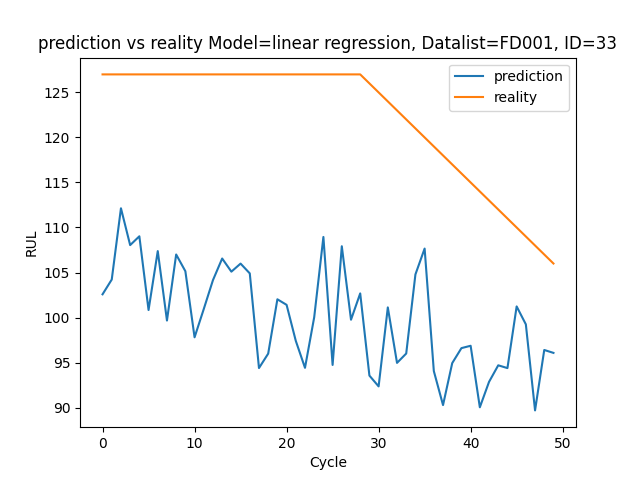 prediction vs reality Model=linear regression, Datalist=FD001, ID=33
prediction
reality
125
120
115
110
105
100
95
90
RUL
0 10 20 30 40 50
Cycle